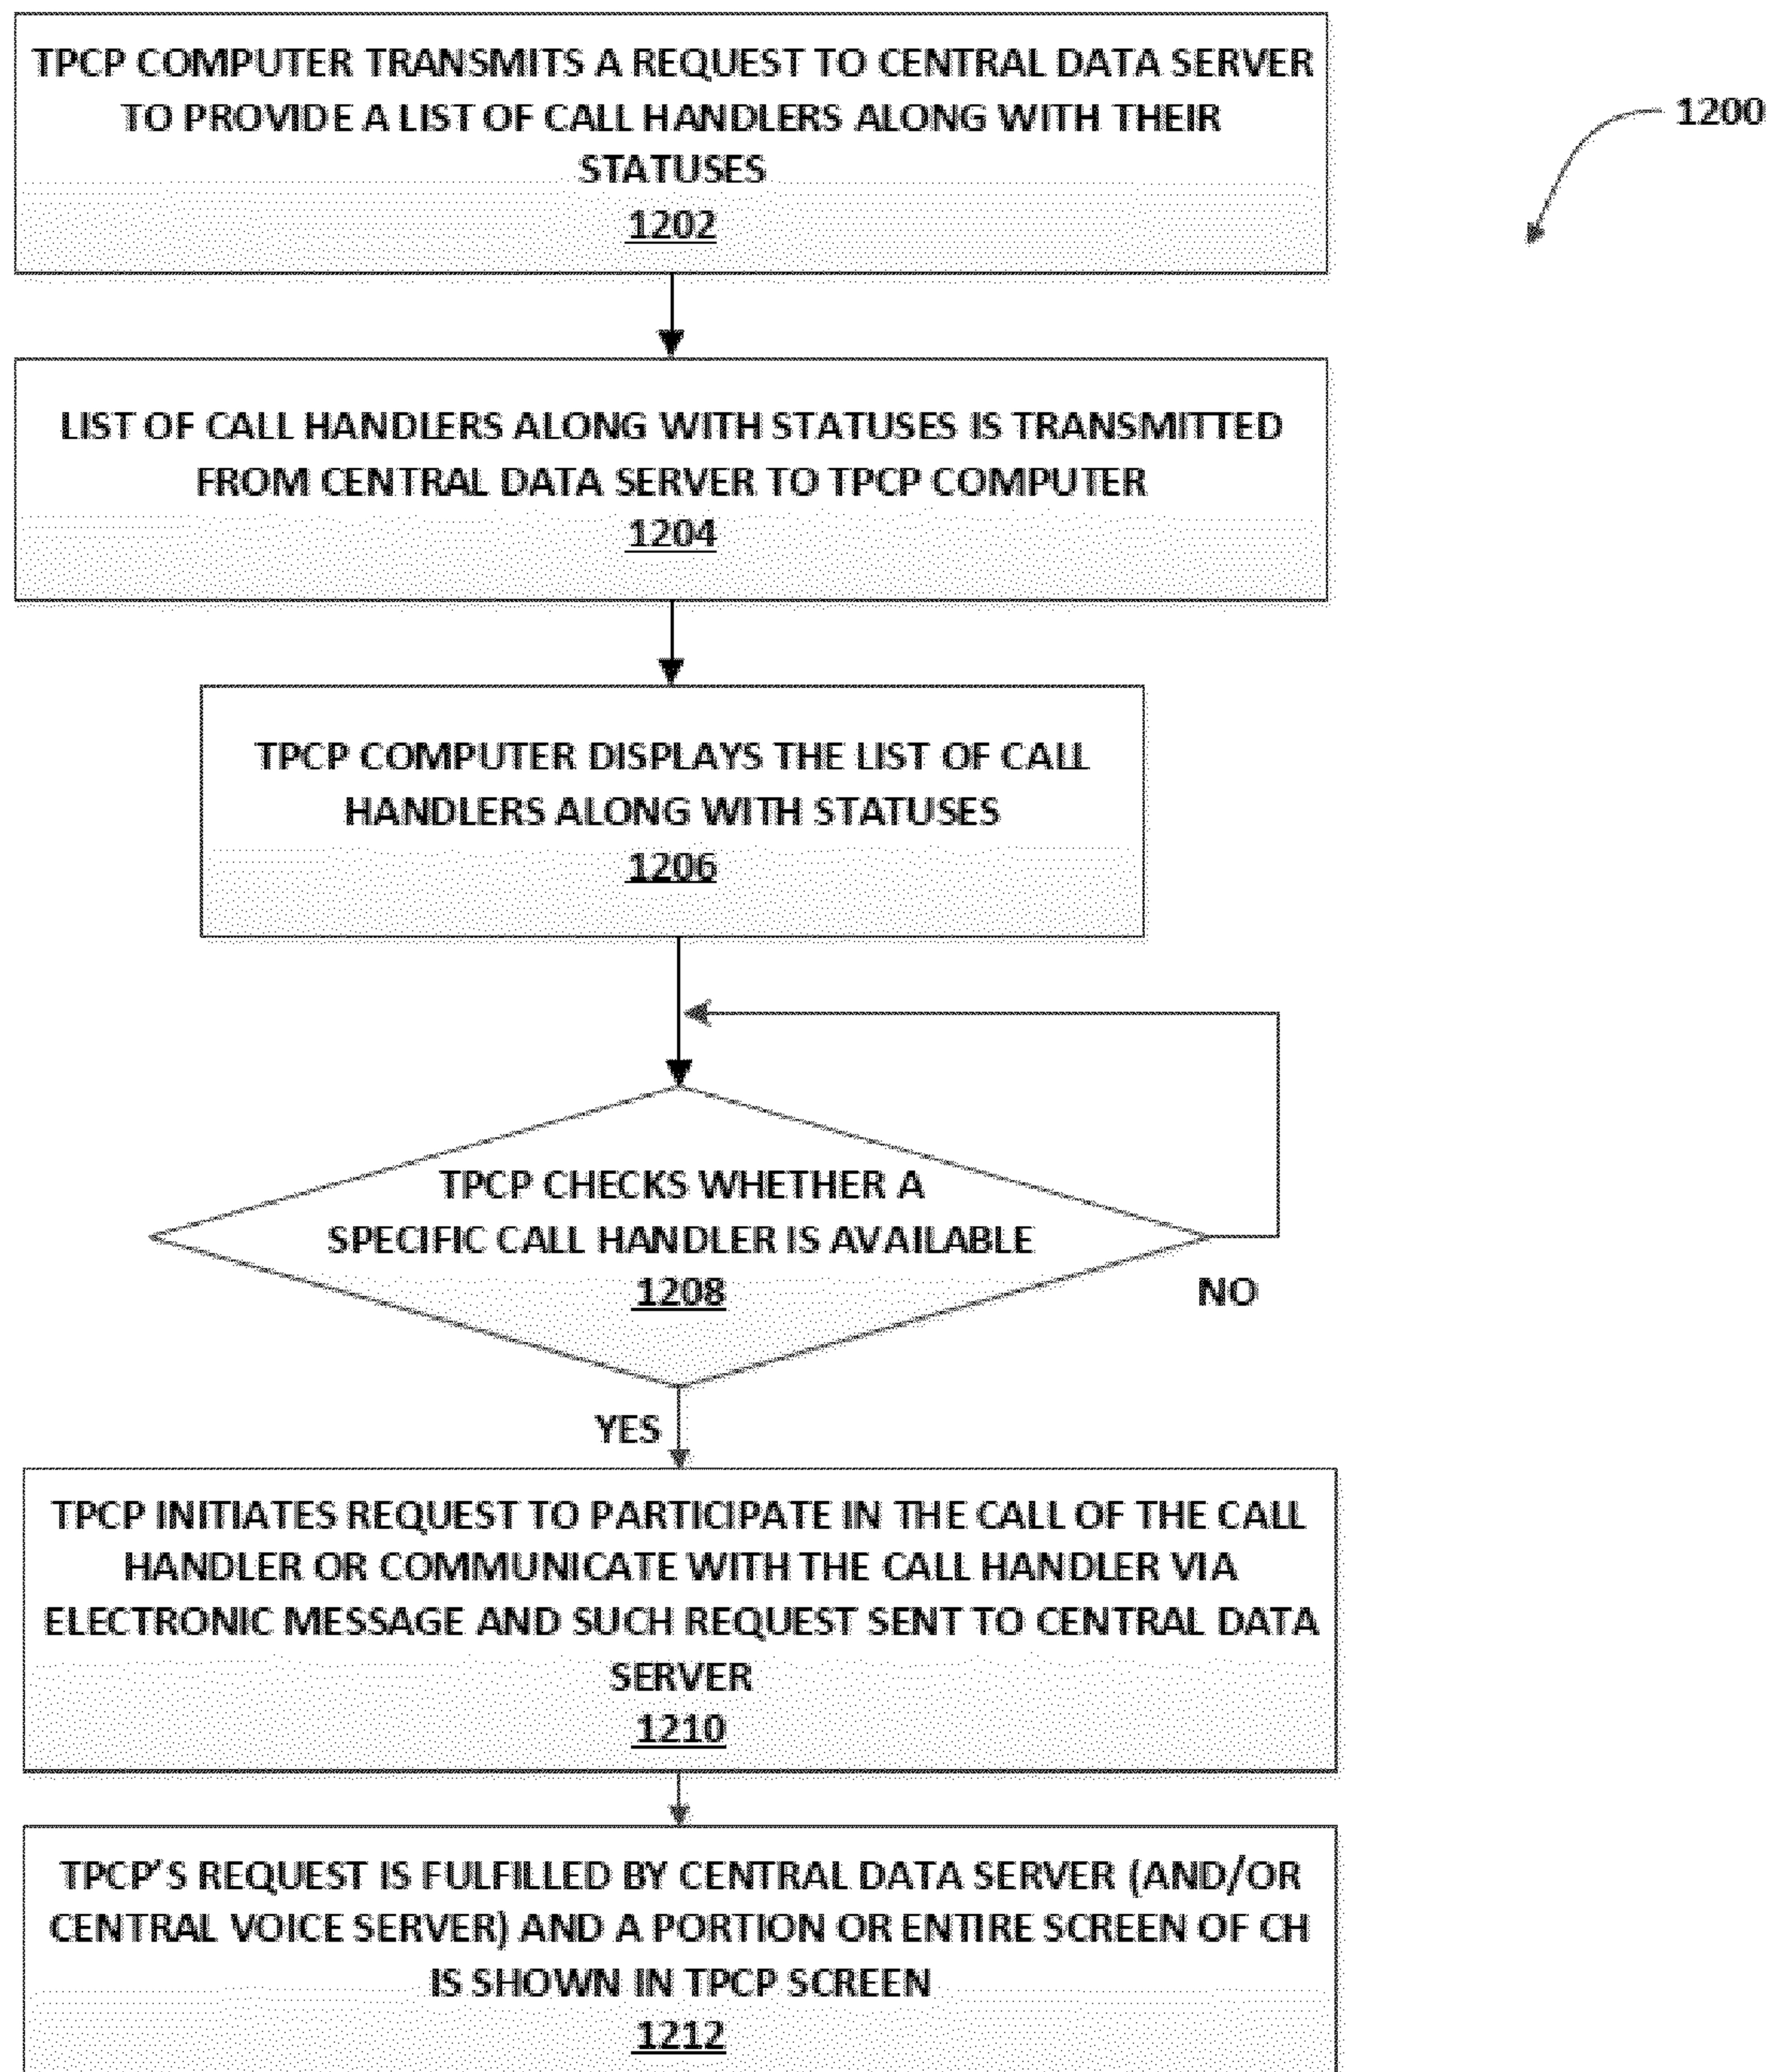 TPCP COMPUTER TRANSMITS A REQUEST TO CENTRAL DATA SERVER
TO PROVIDE A LIST OF CALL HANDLERS ALONG WITH THEIR
STATUSES
1202
1200
LIST OF CALL HANDLERS ALONG WITH STATUSES IS TRANSMITTED
FROM CENTRAL DATA SERVER TO TPCP COMPUTER
1204
TPCP COMPUTER DISPLAYS THE LIST OF CALL
HANDLERS ALONG WITH STATUSES
1206
TPCP CHECKS WHETHER A
SPECIFIC CALL HANDLER IS AVAILABLE
1208
NO
YES
TPCP INITIATES REQUEST TO PARTICIPATE IN THE CALL OF THE CALL
HANDLER OR COMMUNICATE WITH THE CALL HANDLER VIA
ELECTRONIC MESSAGE AND SUCH REQUEST SENT TO CENTRAL DATA
SERVER
1210
TPCP'S REQUEST IS FULFILLED BY CENTRAL DATA SERVER (AND/OR
CENTRAL VOICE SERVER) AND A PORTION OR ENTIRE SCREEN OF CH
IS SHOWN IN TPCP SCREEN
1212